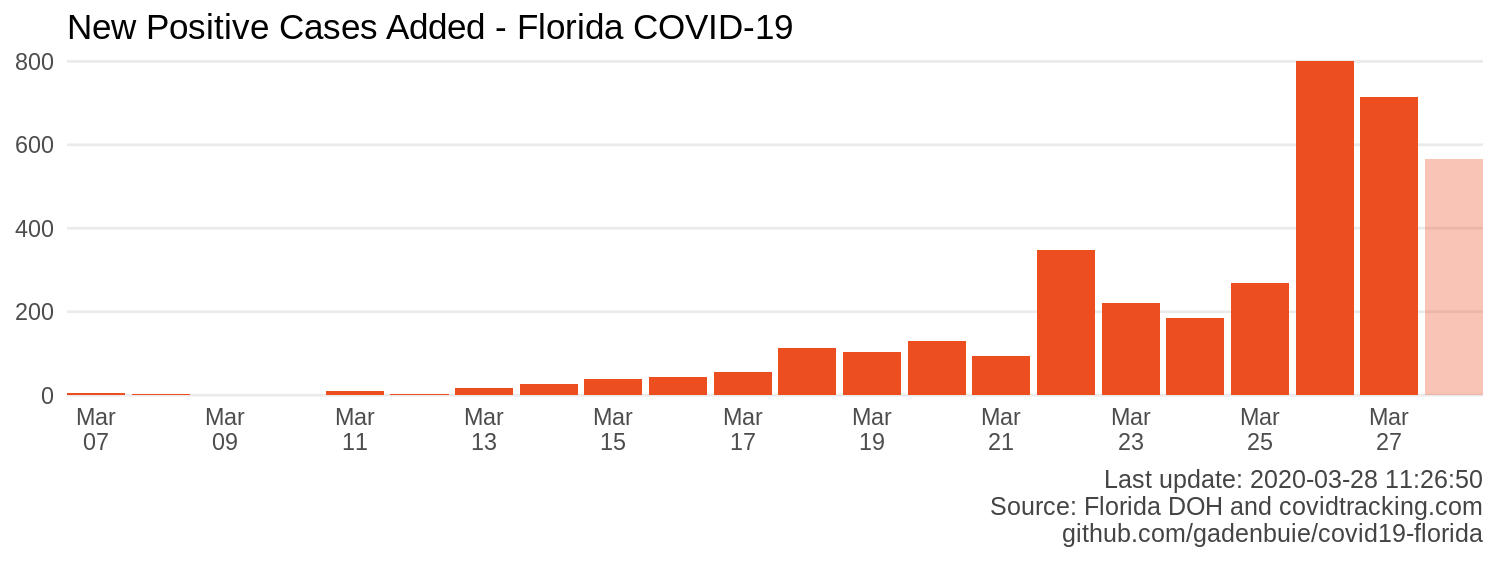 New Positive Cases Added - Florida COVID-19
800
600
400
200
0
Mar Mar Mar Mar Mar Mar Mar Mar Mar Mar Mar
07 09 11 13 15 17 19 21 23 25 27
Last update: 2020-03-28 11:26:50
Source: Florida DOH and covidtracking.com
github.com/gadenbuie/covid19-florida